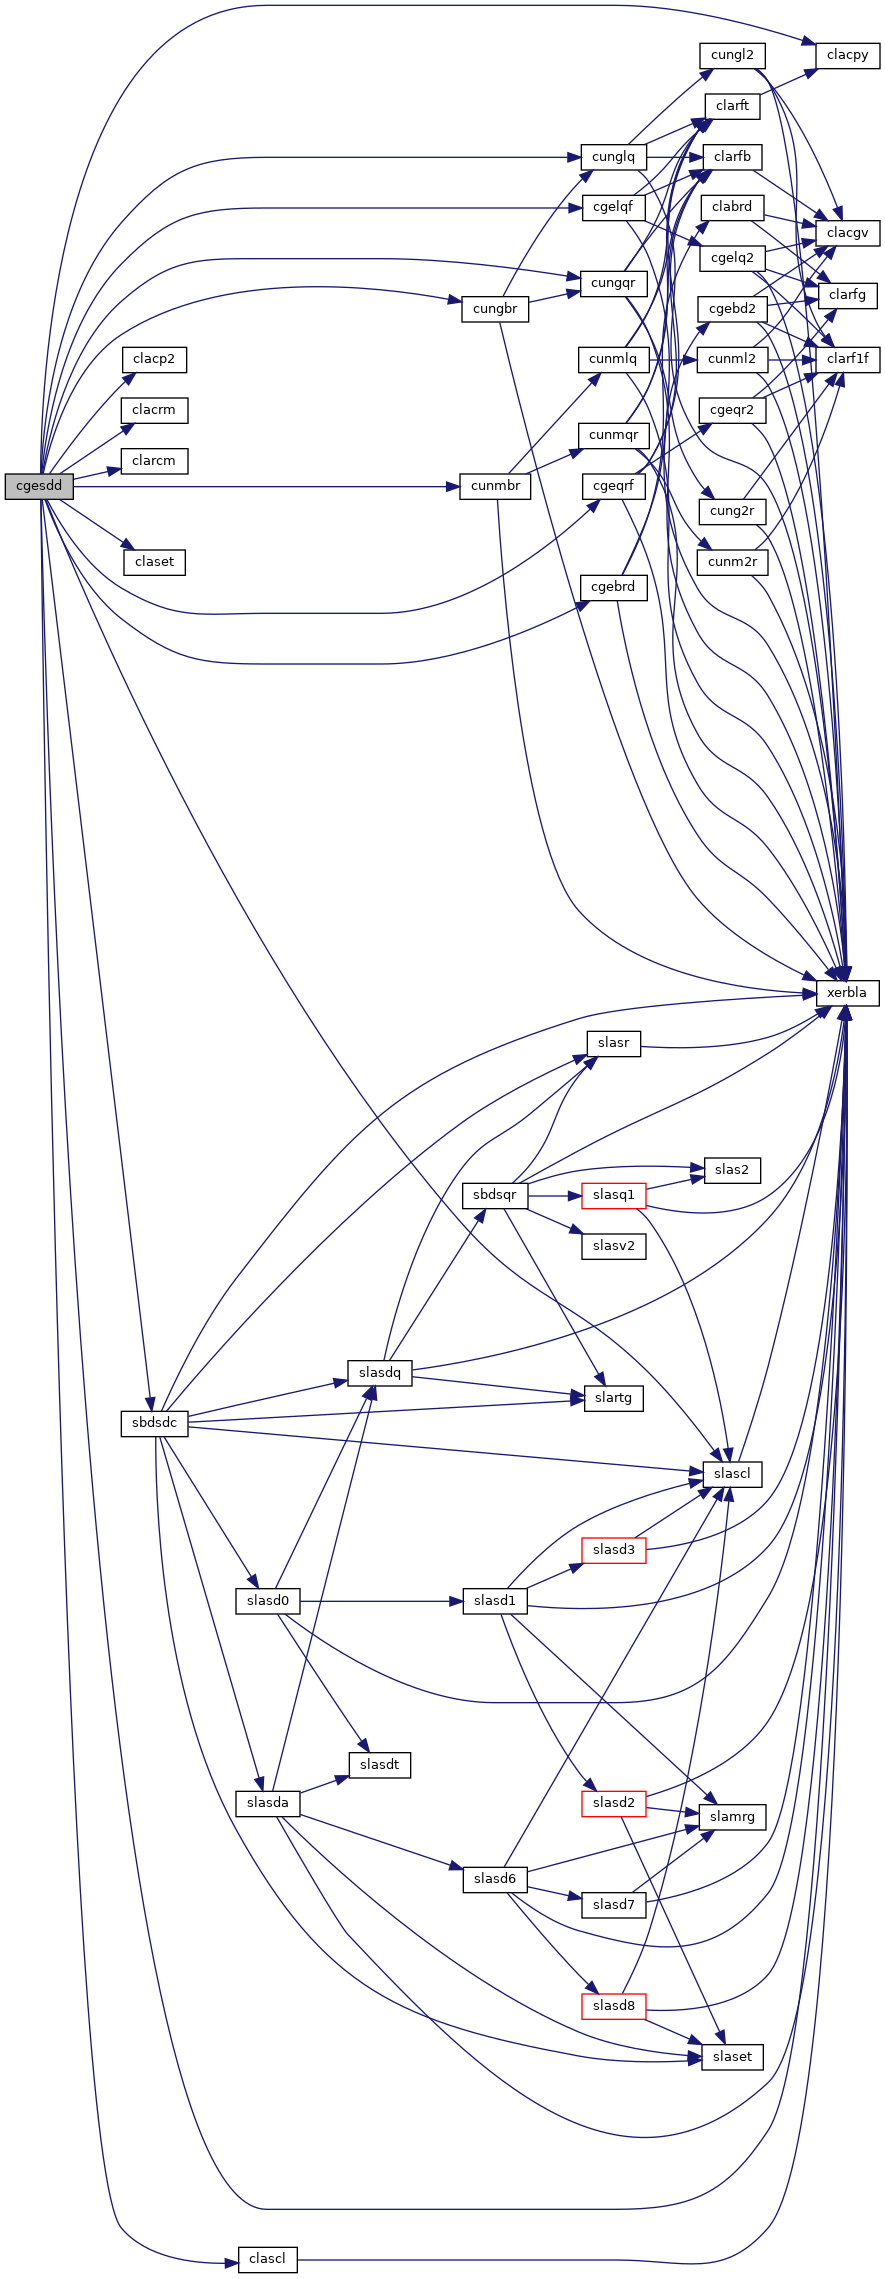 cungl2
clacpy
clarft
cunglq
clarfb
cgelqf
clabrd
clacgv
cgelq2
cungqr
clarfg
cungbr
cgebd2
clacp2
cunmlq
cunml2
clarf1f
clacrm
cgeqr2
cunmqr
clarcm
cgesdd
cunmbr
cgeqrf
cung2r
claset
cunm2r
cgebrd
xerbla
slasr
slas2
sbdsqr
slasq1
slasv2
slasdq
slartg
sbdsdc
slascl
slasd3
slasd0
slasd1
slasdt
slasda
slasd2
slamrg
slasd6
slasd7
slasd8
slaset
clascl